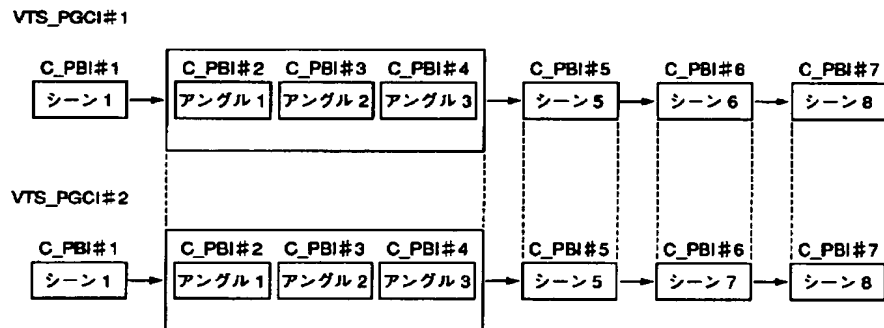 VTS_PGCI#1
C_PBI#1 C_PBI#2 C_PBI#3 C_PBI#4 C_PBI#5 C_PBI#6 C_PBI#7
シーン1 アングル1 アングル2 アングル3 シーン5 シーン6 シーン8
VTS_PGCI#2
C_PBI#1 C_PBI#2 C_PBI#3 C_PBI#4 C_PBI#5 C_PBI#6 C_PBI#7
シーン1 アングル1 アングル2 アングル3 シーン5 シーン7 シーン8